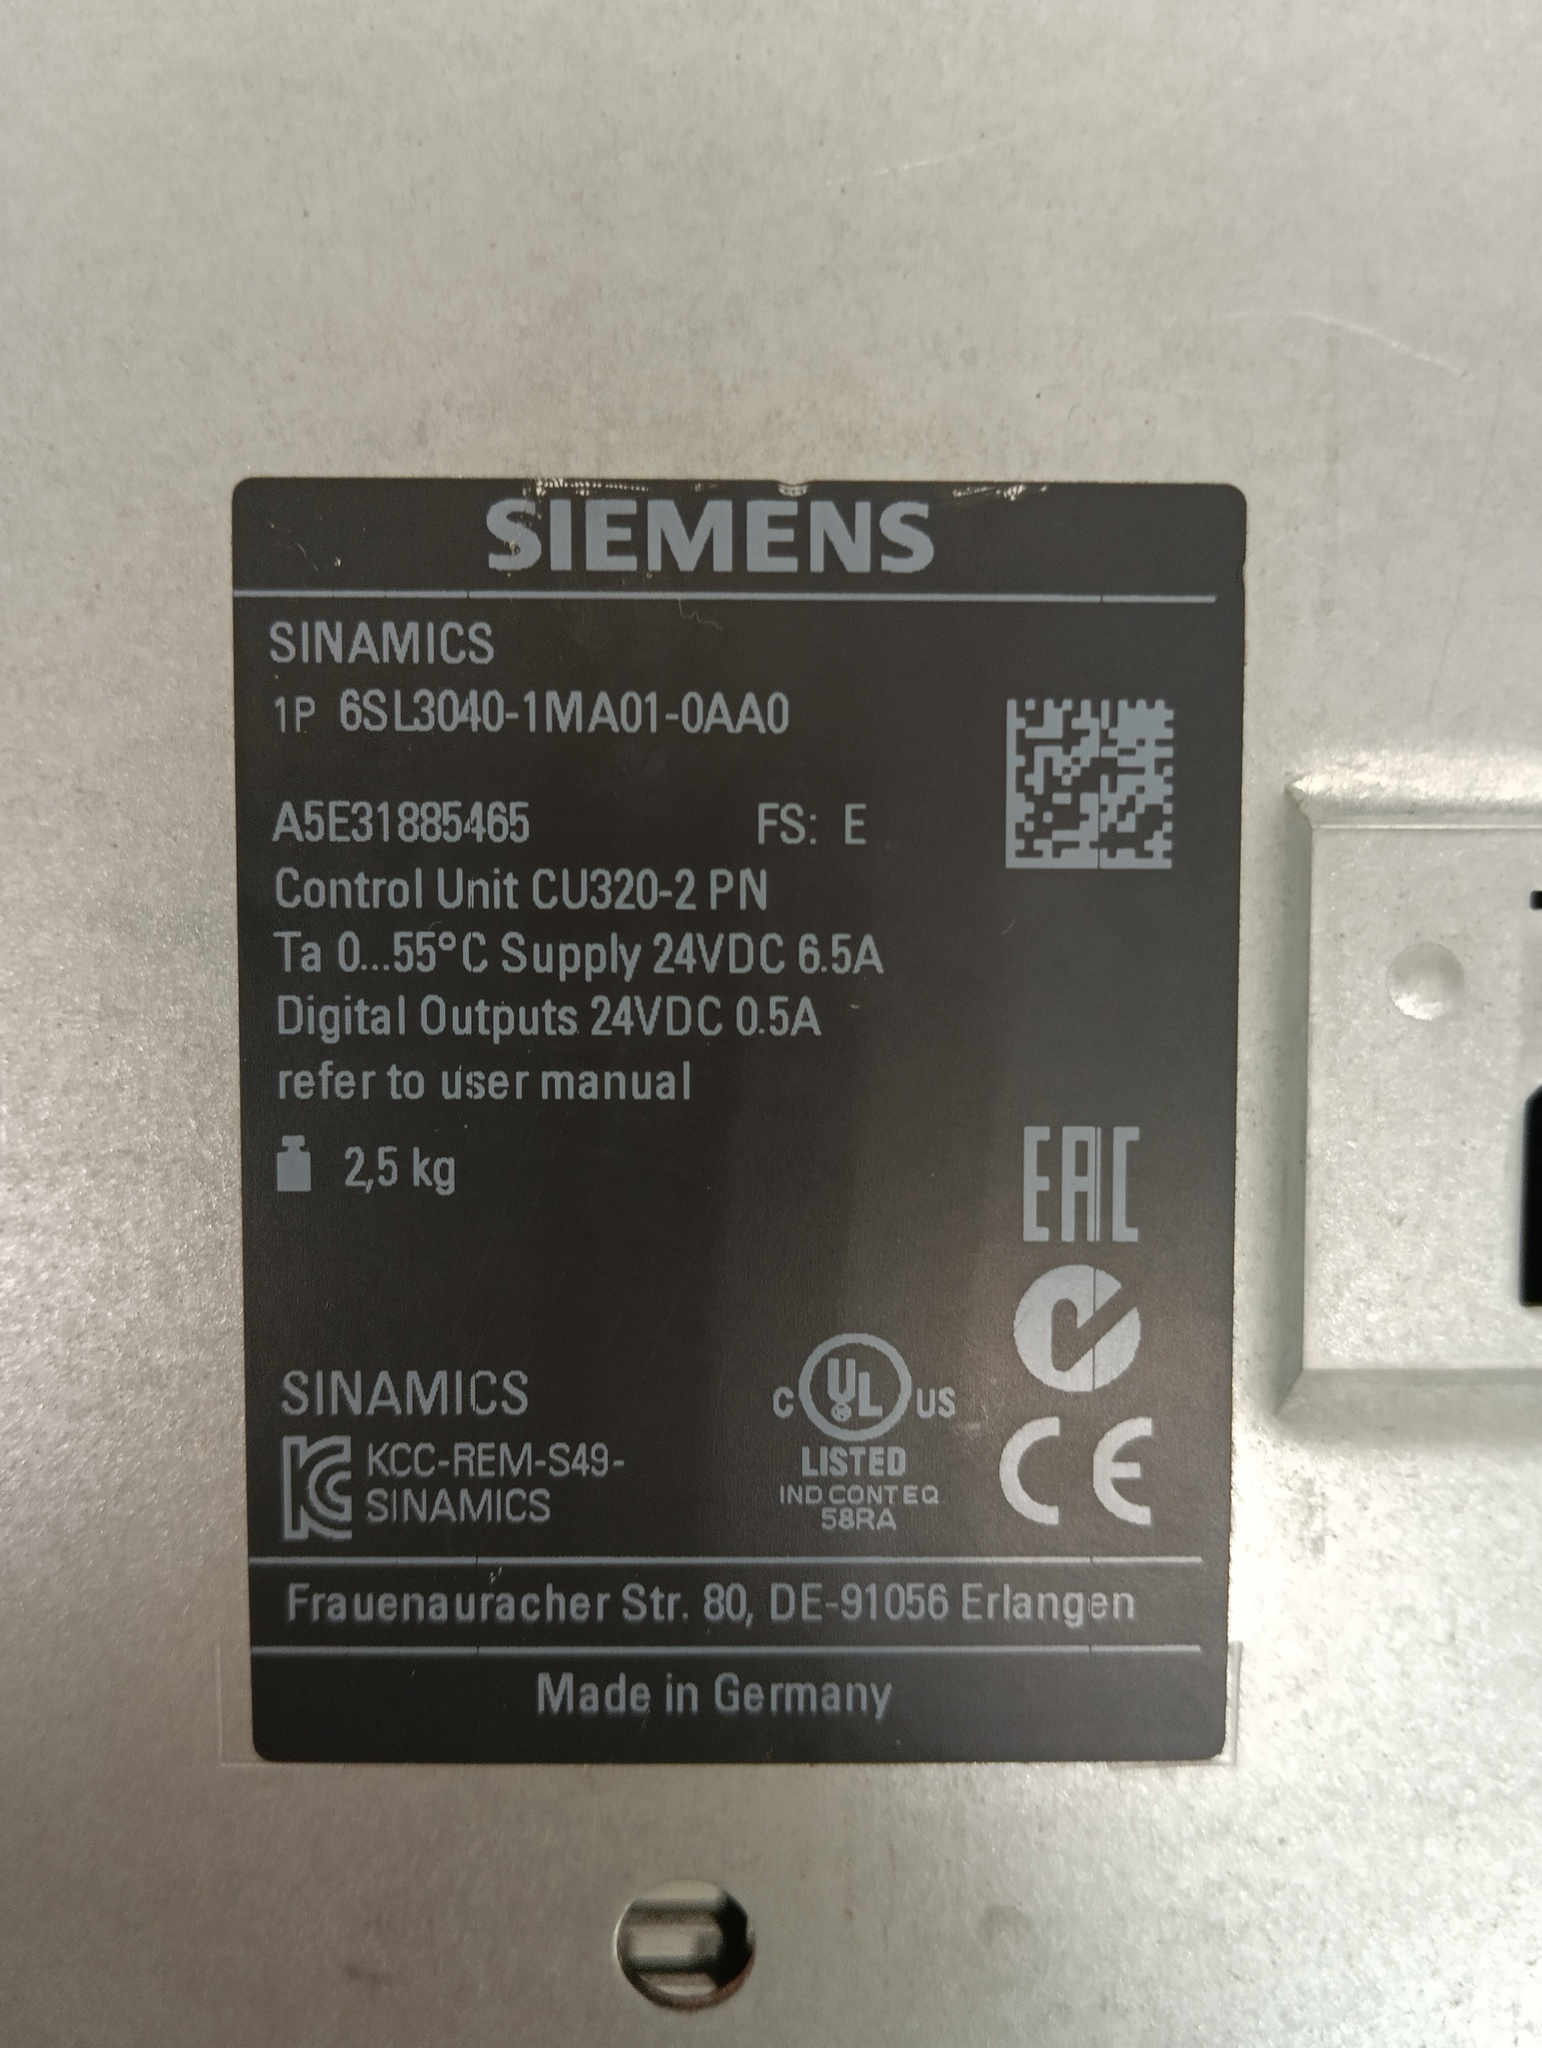 SIEMENS
SINAMICS
1P 6SL3040-1MA01-0AA0
A5E31885465 FS: E
Control Unit CU320-2 PN
Ta 0...55°C Supply 24VDC 6.5A
Digital Outputs 24VDC 0.5A
refer to user manual
2,5 kg
EAC
SINAMICS
KCC-REM-S49-
SINAMICS
C UL US
LISTED
IND.CONT.EQ.
58RA
CE
Frauenauracher Str. 80, DE-91056 Erlangen
Made in Germany